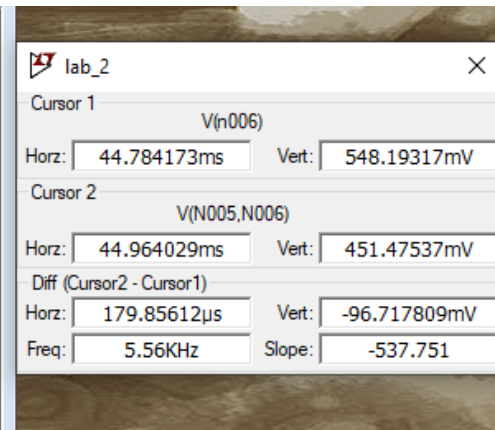 lab_2
Cursor 1
V(n006)
Horz: 44.784173ms Vert: 548.19317mV
Cursor 2
V(N005,N006)
Horz: 44.964029ms Vert: 451.47537mV
Diff (Cursor2 - Cursor1)
Horz: 179.85612µs Vert: -96.717809mV
Freq: 5.56KHz Slope: -537.751